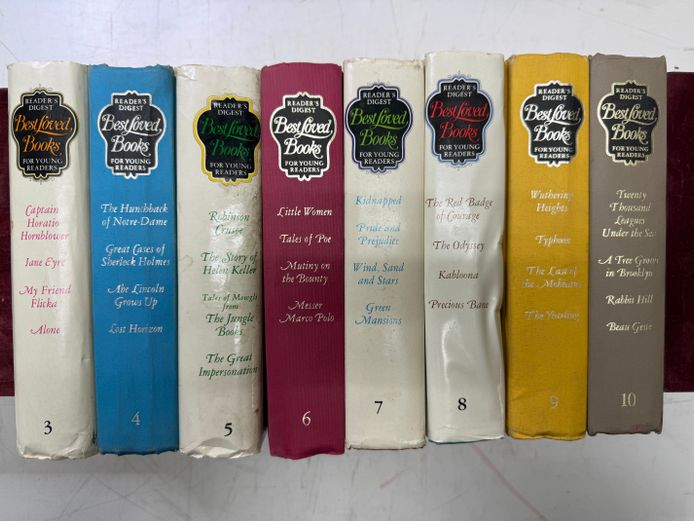 READER'S
DIGEST
Best Loved
Books
FOR YOUNG
READERS
Captain
Horatio
Hornblower
Jane Eyre
My Friend
Flicka
Alone
3
READER'S
DIGEST
Best Loved
Books
FOR YOUNG
READERS
The Hunchback
of Notre-Dame
Great Cases of
Sherlock Holmes
Abe Lincoln
Grows Up
Lost Horizon
4
READER'S
DIGEST
Best Loved
Books
FOR YOUNG
READERS
Robinson
Crusoe
The Story of
Helen Keller
Tales of Mowgli
from
The Jungle
Books
The Great
Impersonation
5
READER'S
DIGEST
Best Loved
Books
FOR YOUNG
READERS
Little Women
Tales of Poe
Mutiny on
the Bounty
Messer
Marco Polo
6
READER'S
DIGEST
Best Loved
Books
FOR YOUNG
READERS
Kidnapped
Pride and
Prejudice
Wind, Sand
and Stars
Green
Mansions
7
READER'S
DIGEST
Best Loved
Books
FOR YOUNG
READERS
The Red Badge
of Courage
The Odyssey
Kabloona
Precious Bane
8
READER'S
DIGEST
Best Loved
Books
FOR YOUNG
READERS
Wuthering
Heights
Typhoon
The Last of
the Mohicans
The Yearling
9
READER'S
DIGEST
Best Loved
Books
FOR YOUNG
READERS
Twenty
Thousand
Leagues
Under the Sea
A Tree Grows
in Brooklyn
Rabbit Hill
Beau Geste
10